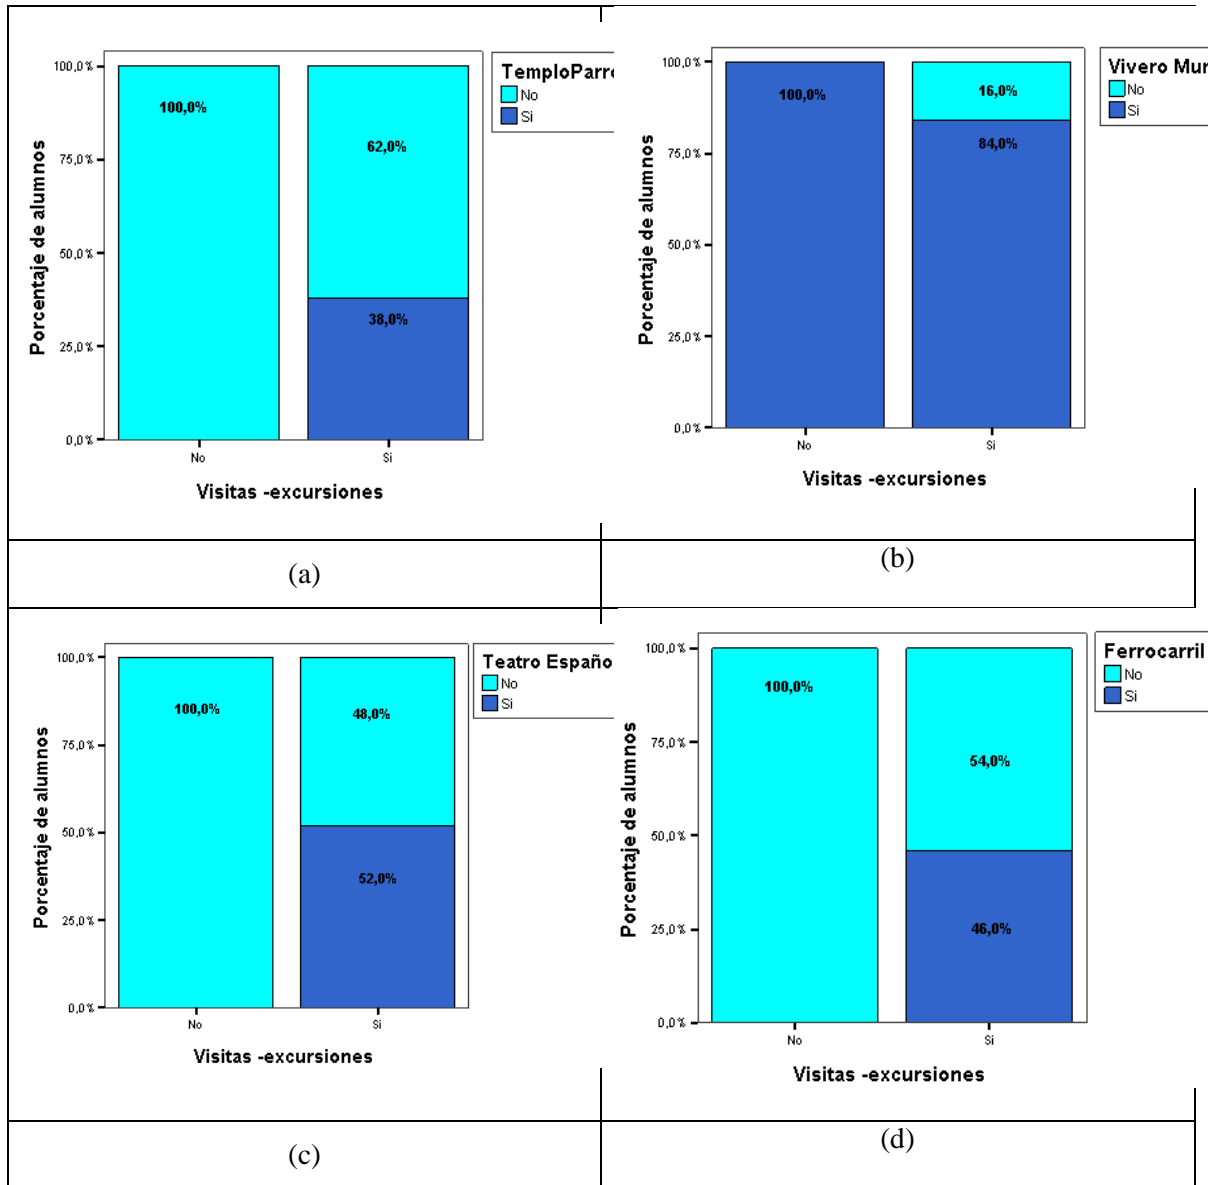 TemploParro
No
Si
100,0%
75,0%
50,0%
25,0%
0,0%
100,0%
62,0%
38,0%
Porcentaje de alumnos
No
Si
Visitas -excursiones
(a)
Vivero Mur
No
Si
100,0%
75,0%
50,0%
25,0%
0,0%
100,0%
16,0%
84,0%
Porcentaje de alumnos
No
Si
Visitas -excursiones
(b)
Teatro Españo
No
Si
100,0%
75,0%
50,0%
25,0%
0,0%
100,0%
48,0%
52,0%
Porcentaje de alumnos
No
Si
Visitas -excursiones
(c)
Ferrocarril
No
Si
100,0%
75,0%
50,0%
25,0%
0,0%
100,0%
54,0%
46,0%
Porcentaje de alumnos
No
Si
Visitas -excursiones
(d)